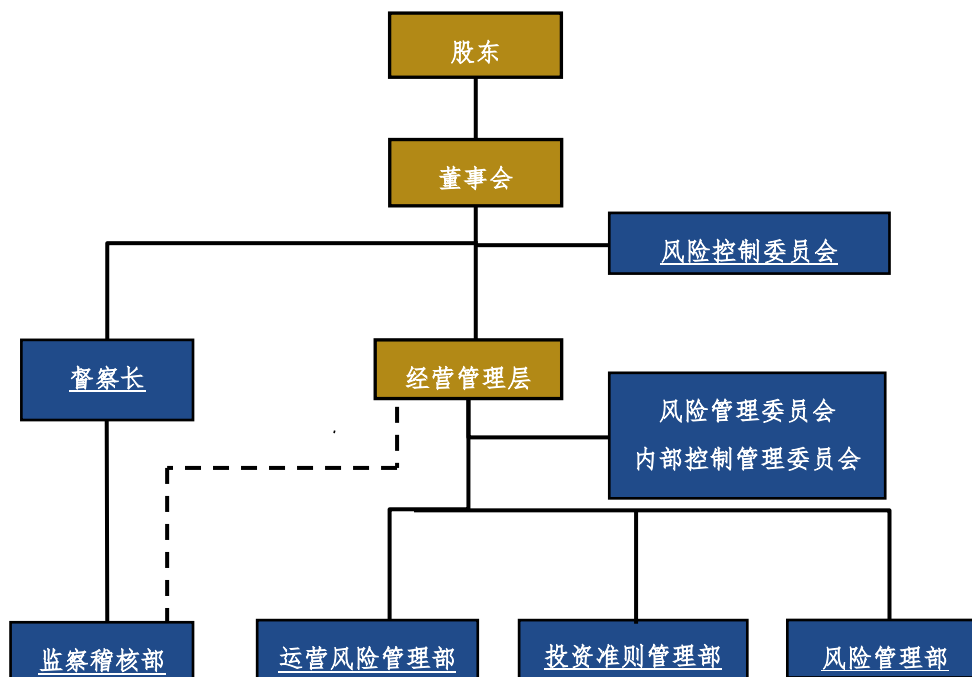 股东
董事会
风险控制委员会
督察长
经营管理层
风险管理委员会
内部控制管理委员会
监察稽核部
运营风险管理部
投资准则管理部
风险管理部